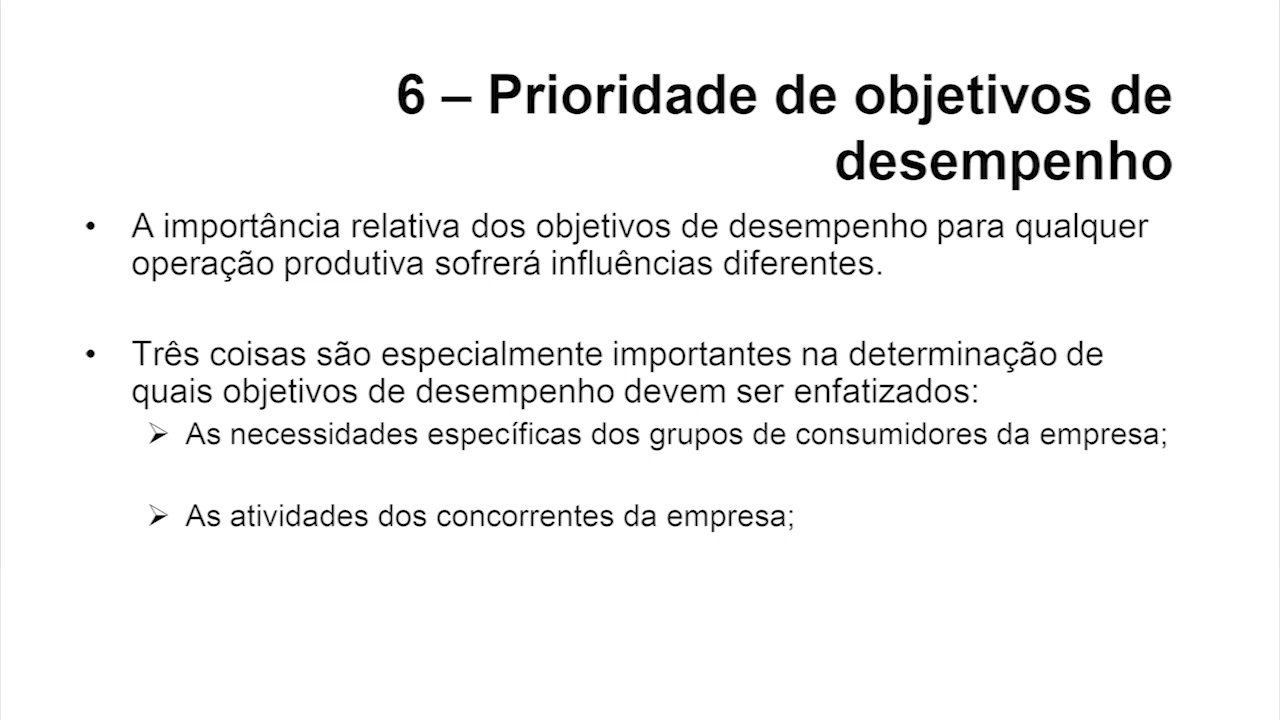 6 – Prioridade de objetivos de
desempenho
• A importância relativa dos objetivos de desempenho para qualquer
operação produtiva sofrerá influências diferentes.
• Três coisas são especialmente importantes na determinação de
quais objetivos de desempenho devem ser enfatizados:
➢ As necessidades específicas dos grupos de consumidores da empresa;
➢ As atividades dos concorrentes da empresa;